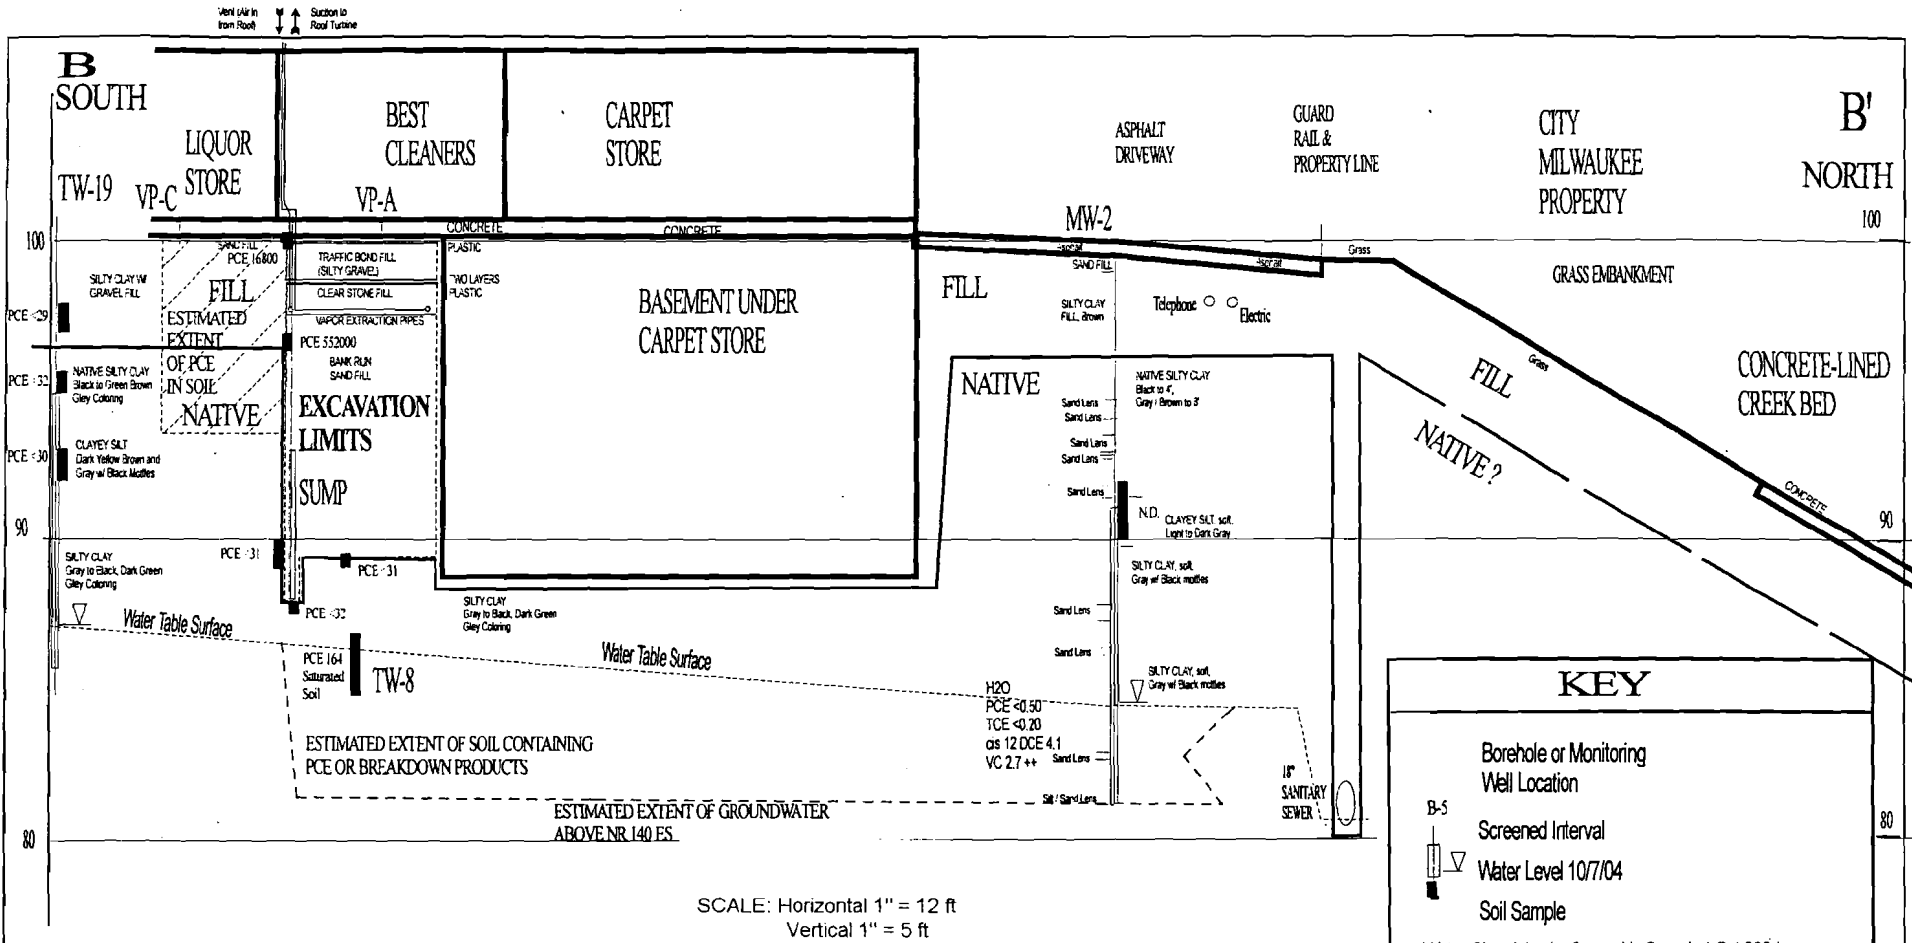 Vent (Air In
from Roof)
Suction to
Roof Turbine
B
SOUTH
LIQUOR
STORE
BEST
CLEANERS
CARPET
STORE
ASPHALT
DRIVEWAY
GUARD
RAIL &
PROPERTY LINE
CITY
MILWAUKEE
PROPERTY
B'
NORTH
TW-19
VP-C
VP-A
MW-2
100
100
CONCRETE
CONCRETE
SAND FILL
PCE 16800
TRAFFIC BOND FILL
(SILTY GRAVEL)
PLASTIC
TWO LAYERS
PLASTIC
CLEAR STONE FILL
VAPOR EXTRACTION PIPES
SILTY CLAY W/
GRAVEL FILL
FILL
ESTIMATED
EXTENT
OF PCE
IN SOIL
NATIVE
PCE <29
PCE <32
PCE <30
NATIVE SILTY CLAY
Black to Green Brown
Gley Coloring
CLAYEY SILT
Dark Yellow Brown and
Gray w/ Black Mottles
PCE 552000
BANK RUN
SAND FILL
EXCAVATION
LIMITS
SUMP
BASEMENT UNDER
CARPET STORE
FILL
NATIVE
Asphalt
SAND FILL
Asphalt
Grass
SILTY CLAY
FILL, Brown
Telephone
Electric
GRASS EMBANKMENT
Grass
FILL
NATIVE ?
CONCRETE-LINED
CREEK BED
CONCRETE
NATIVE SILTY CLAY
Black to 4',
Gray / Brown to 3'
Sand Lens
Sand Lens
Sand Lens
Sand Lens
Sand Lens
N.D.
CLAYEY SILT, soft,
Light to Dark Gray
90
90
SILTY CLAY
Gray to Black, Dark Green
Gley Coloring
PCE <31
PCE <31
PCE <32
SILTY CLAY
Gray to Black, Dark Green
Gley Coloring
SILTY CLAY, soft,
Gray w/ Black mottles
Sand Lens
Sand Lens
Sand Lens
Water Table Surface
Water Table Surface
PCE 164
Saturated
Soil
TW-8
SILTY CLAY, soft,
Gray w/ Black mottles
H2O
PCE <0.50
TCE <0.20
cis 12 DCE 4.1
VC 2.7 ++
Sand Lens
Silt / Sand Lens
ESTIMATED EXTENT OF SOIL CONTAINING
PCE OR BREAKDOWN PRODUCTS
ESTIMATED EXTENT OF GROUNDWATER
ABOVE NR 140 ES
18"
SANITARY
SEWER
80
80
KEY
Borehole or Monitoring
Well Location
B-5
Screened Interval
Water Level 10/7/04
Soil Sample
SCALE: Horizontal 1" = 12 ft
Vertical 1" = 5 ft